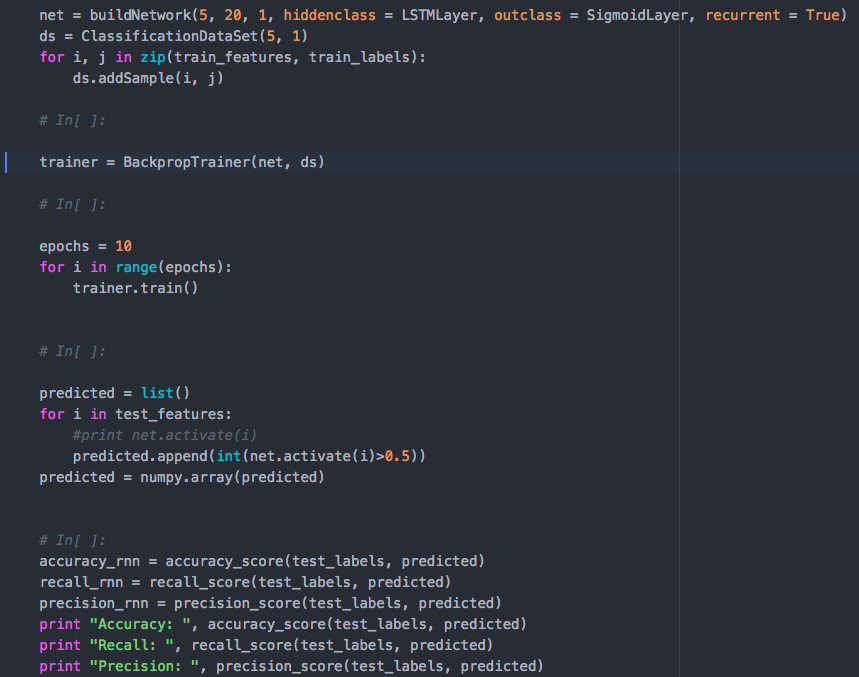 net = buildNetwork(5, 20, 1, hiddenclass = LSTMLayer, outclass = SigmoidLayer, recurrent = True)
ds = ClassificationDataSet(5, 1)
for i, j in zip(train_features, train_labels):
    ds.addSample(i, j)
# In[ ]:
trainer = BackpropTrainer(net, ds)
# In[ ]:
epochs = 10
for i in range(epochs):
    trainer.train()
# In[ ]:
predicted = list()
for i in test_features:
    #print net.activate(i)
    predicted.append(int(net.activate(i)>0.5))
predicted = numpy.array(predicted)
# In[ ]:
accuracy_rnn = accuracy_score(test_labels, predicted)
recall_rnn = recall_score(test_labels, predicted)
precision_rnn = precision_score(test_labels, predicted)
print "Accuracy: ", accuracy_score(test_labels, predicted)
print "Recall: ", recall_score(test_labels, predicted)
print "Precision: ", precision_score(test_labels, predicted)